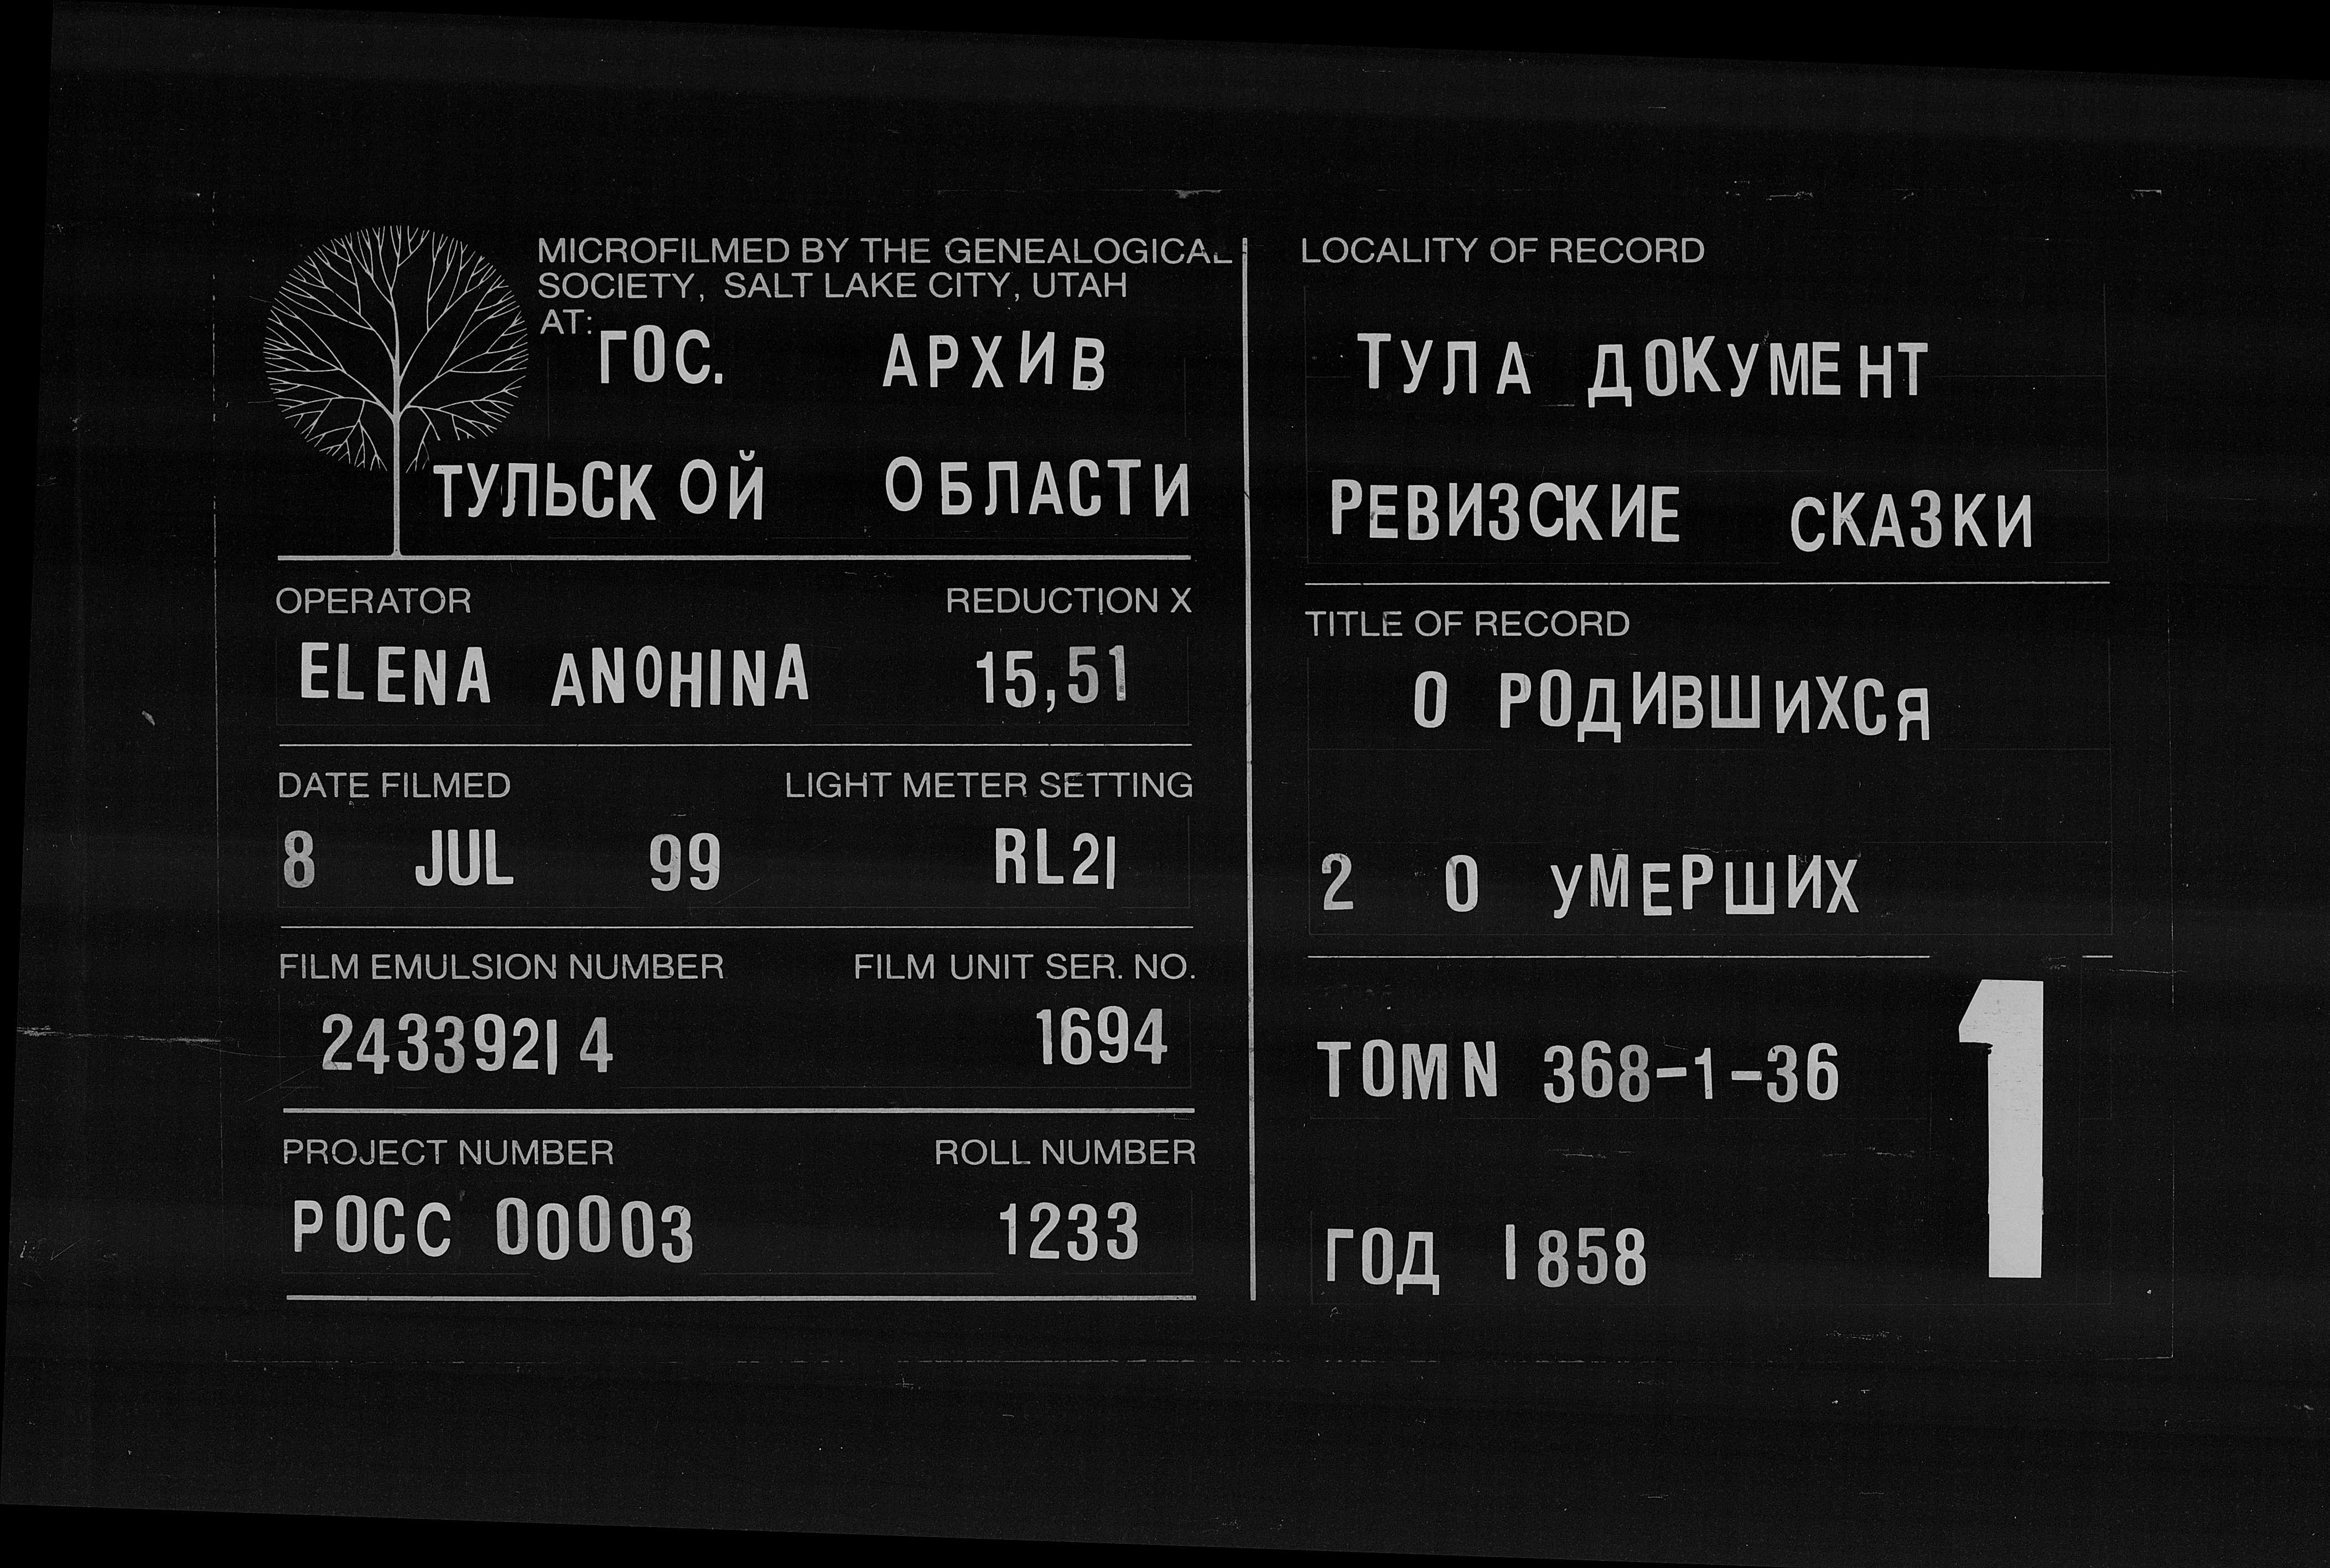 MICROFILMED BY THE GENEALOGICAL
SOCIETY, SALT LAKE CITY, UTAH
AT:
ГОС. АРХИВ
ТУЛЬСКОЙ ОБЛАСТИ
OPERATOR REDUCTION X
ELENA ANOHINA 15,51
DATE FILMED LIGHT METER SETTING
8 JUL 99 RL21
FILM EMULSION NUMBER FILM UNIT SER. NO.
24339214 1694
PROJECT NUMBER ROLL NUMBER
РОСС 00003 1233
LOCALITY OF RECORD
ТУЛА ДОКУМЕНТ
РЕВИЗСКИЕ СКАЗКИ
TITLE OF RECORD
О РОДИВШИХСЯ
2 О УМЕРШИХ
ТОМN 368-1-36
ГОД 1858
1